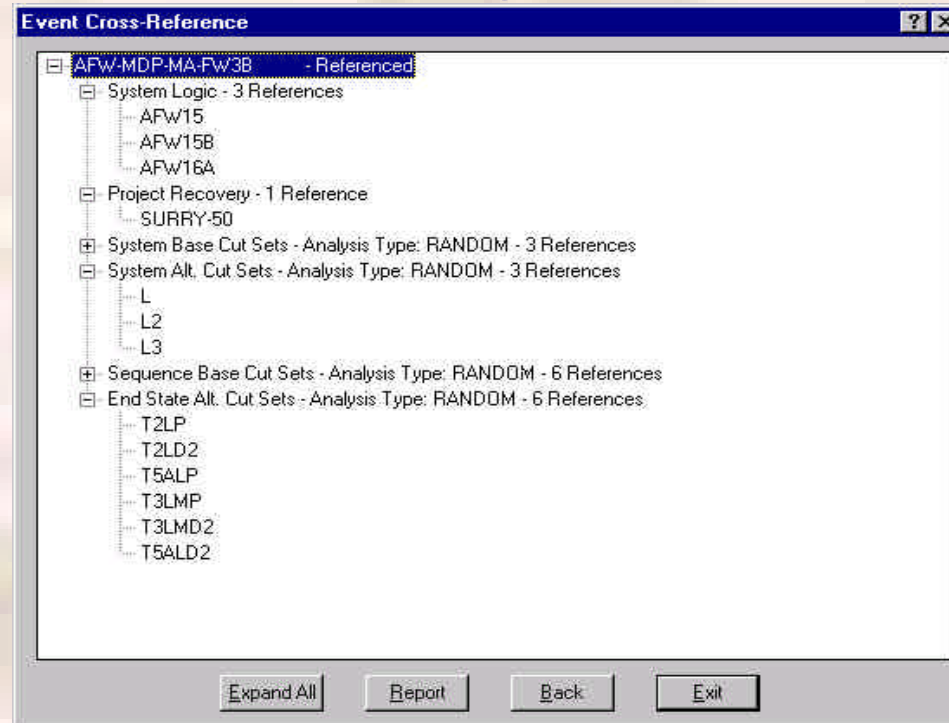 Event Cross-Reference
AFW-MDP-MA-FW3B - Referenced
System Logic - 3 References
AFW15
AFW15B
AFW16A
Project Recovery - 1 Reference
SURRY-50
System Base Cut Sets - Analysis Type: RANDOM - 3 References
System Alt. Cut Sets - Analysis Type: RANDOM - 3 References
L
L2
L3
Sequence Base Cut Sets - Analysis Type: RANDOM - 6 References
End State Alt. Cut Sets - Analysis Type: RANDOM - 6 References
T2LP
T2LD2
T5ALP
T3LMP
T3LMD2
T5ALD2
Expand All Report Back Exit